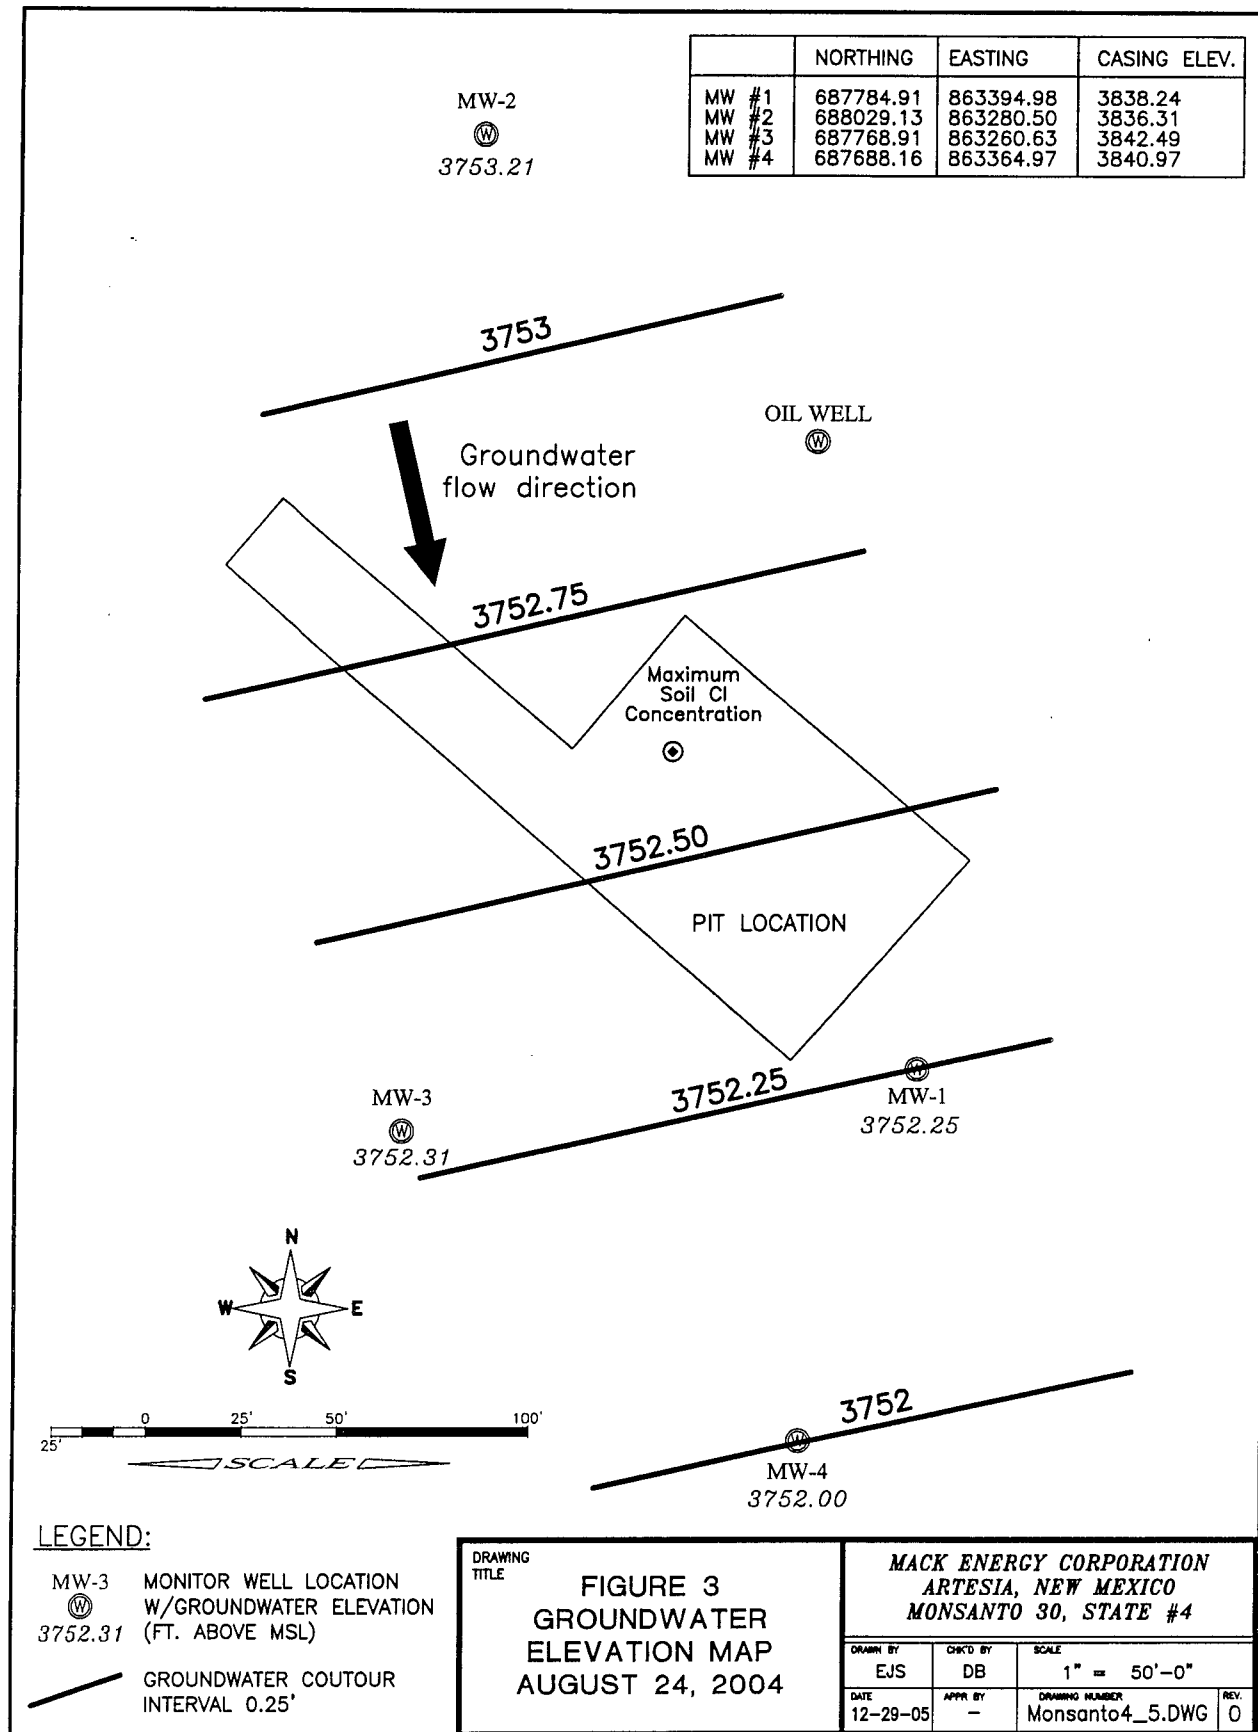 NORTHING EASTING CASING ELEV.
MW #1 687784.91 863394.98 3838.24
MW #2 688029.13 863280.50 3836.31
MW #3 687768.91 863260.63 3842.49
MW #4 687688.16 863364.97 3840.97
MW-2
W
3753.21
3753
OIL WELL
W
Groundwater
flow direction
3752.75
Maximum
Soil Cl
Concentration
3752.50
PIT LOCATION
3752.25
W
MW-1
3752.25
MW-3
W
3752.31
N
W E
S
25' 0 25' 50' 100'
SCALE
3752
W
MW-4
3752.00
LEGEND:
MW-3 MONITOR WELL LOCATION
W W/GROUNDWATER ELEVATION
3752.31 (FT. ABOVE MSL)
GROUNDWATER COUTOUR
INTERVAL 0.25'
DRAWING
TITLE
FIGURE 3
GROUNDWATER
ELEVATION MAP
AUGUST 24, 2004
MACK ENERGY CORPORATION
ARTESIA, NEW MEXICO
MONSANTO 30, STATE #4
DRAWN BY CHK'D BY SCALE
EJS DB 1" = 50'-0"
DATE APPR BY DRAWING NUMBER REV.
12-29-05 - Monsanto4_5.DWG 0